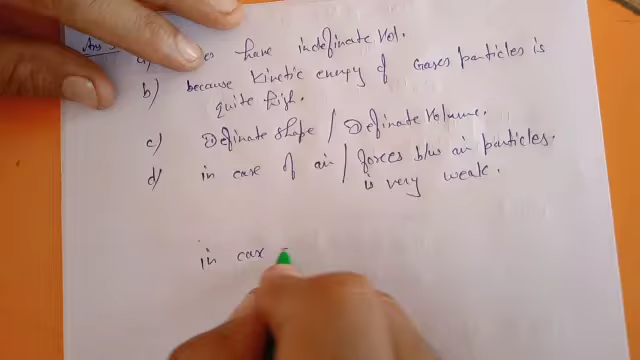 Ans
a) es have indefinate Vol.
b) because Kinetic energy of Gases particles is
quite high.
c) Definate shape / Definate Volume.
d) in case of air / forces b/w air particles.
is very weak.
in case